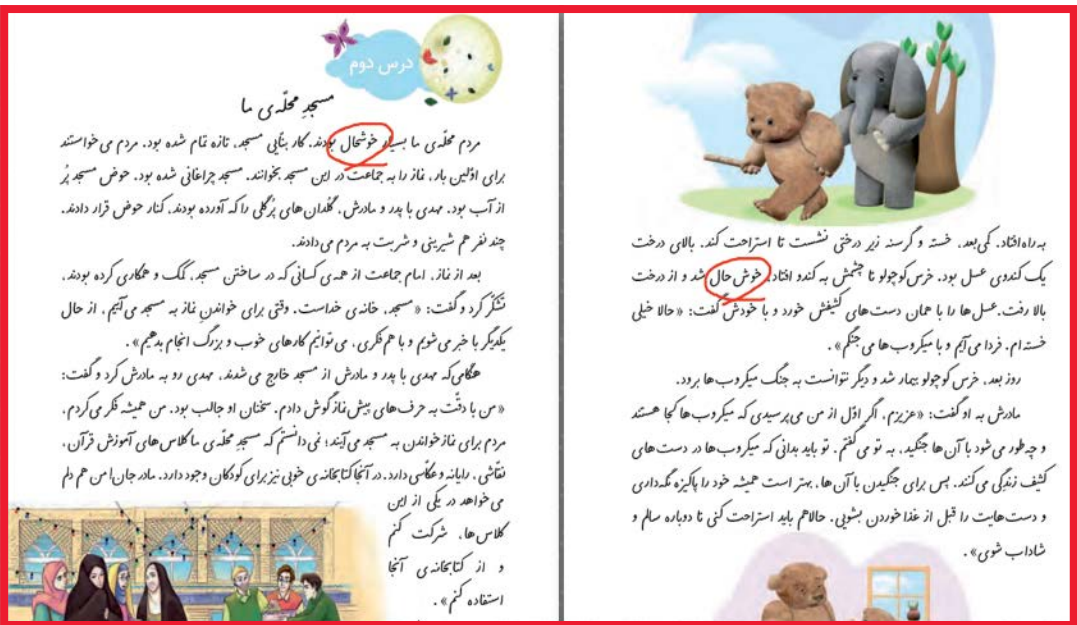 به راه افتاد. کمی بعد، خسته و گرسنه زیر درختی نشست تا استراحت کند. بالای درخت
یک کندوی عسل بود. خرس کوچولو تا چشمش به کندو افتاد، خوش حال شد و از درخت
بالا رفت. عسل ها را با همان دست های کثیفش خورد و با خودش گفت: «حالا خیلی
خسته ام. فردا می آیم و با میکروب ها می جنگم».
روز بعد، خرس کوچولو بیمار شد و دیگر نتوانست به جنگ میکروب ها برود.
مادرش به او گفت: «عزیزم، اگر اوّل از من می پرسیدی که میکروب ها کجا هستند
و چه طور می شود با آن ها جنگید، به تو می گفتم. تو باید بدانی که میکروب ها در دست های
کثیف زندگی می کنند. پس برای جنگیدن با آن ها، بهتر است همیشه خود را پاکیزه نگه داری
و دست هایت را قبل از غذا خوردن بشویی. حالا هم باید استراحت کنی تا دوباره سالم و
شاداب شوی».
درس دوم
مسجدِ محلّه ی ما
مردم محلّه ی ما بسیار خوشحال بودند. کار بنّایی مسجد، تازه تمام شده بود. مردم می خواستند
برای اوّلین بار، نماز را به جماعت در این مسجد بخوانند. مسجد چراغانی شده بود. حوض مسجد پُر
از آب بود. مهدی با پدر و مادرش، گلدان های پُرگلی را که آورده بودند، کنار حوض قرار دادند.
چند نفر هم شیرینی و شربت به مردم می دادند.
بعد از نماز، امام جماعت از همه ی کسانی که در ساختن مسجد، کمک و همکاری کرده بودند،
تشکّر کرد و گفت: «مسجد، خانه ی خداست. وقتی برای خواندنِ نماز به مسجد می آییم، از حال
یکدیگر با خبر می شویم و با هم فکری، می توانیم کارهای خوب و بزرگ انجام بدهیم».
هنگامی که مهدی با پدر و مادرش از مسجد خارج می شدند، مهدی رو به مادرش کرد و گفت:
«من با دقّت به حرف های پیش نماز گوش دادم. سخنان او جالب بود. من همیشه فکر می کردم،
مردم برای نماز خواندن به مسجد می آیند؛ نمی دانستم که مسجدِ محلّه ی ما کلاس های آموزش قرآن،
نقّاشی، رایانه و عکّاسی دارد. در آنجا کتابخانه ی خوبی نیز برای کودکان وجود دارد. مادر جان! من هم دلم
می خواهد در یکی از این
کلاس ها، شرکت کنم
و از کتابخانه ی آنجا
استفاده کنم».